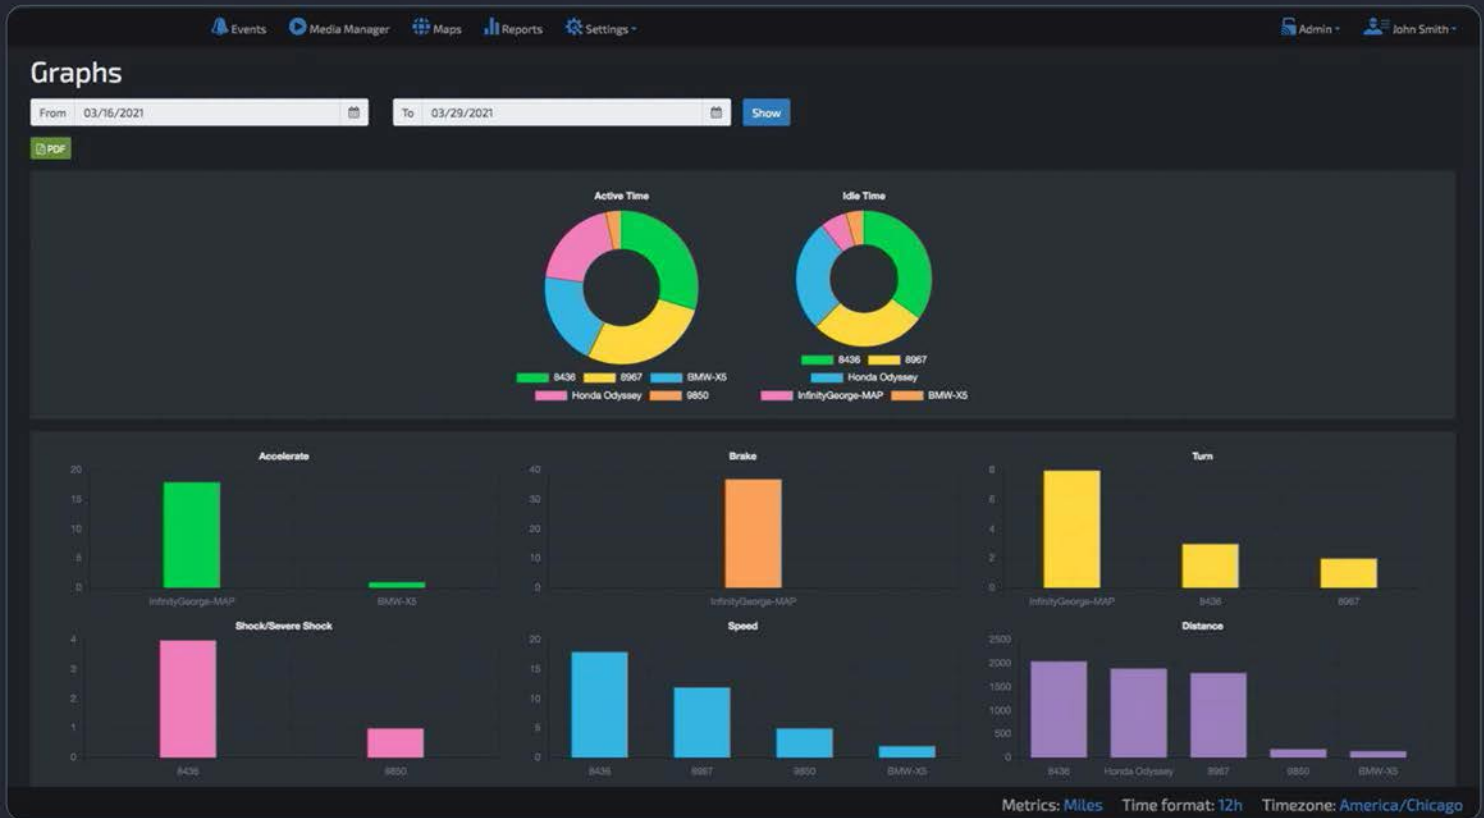 Events Media Manager Maps Reports Settings Admin John Smith
Graphs
From 03/16/2021 To 03/29/2021 Show
PDF
Active Time Idle Time
8436 8967 BMW-X5
Honda Odyssey 9850
8436 8967
Honda Odyssey
InfinityGeorge-MAP BMW-X5
Accelerate
20
15
10
5
0
InfinityGeorge-MAP BMW-X5
Brake
40
30
20
10
0
InfinityGeorge-MAP
Turn
8
6
4
2
0
InfinityGeorge-MAP 8436 8967
Shock/Severe Shock
4
3
2
1
0
8436 9850
Speed
20
15
10
5
0
8436 8967 9850 BMW-X5
Distance
2500
2000
1500
1000
500
0
8436 Honda Odyssey 8967 9850 BMW-X5
Metrics: Miles Time format: 12h Timezone: America/Chicago